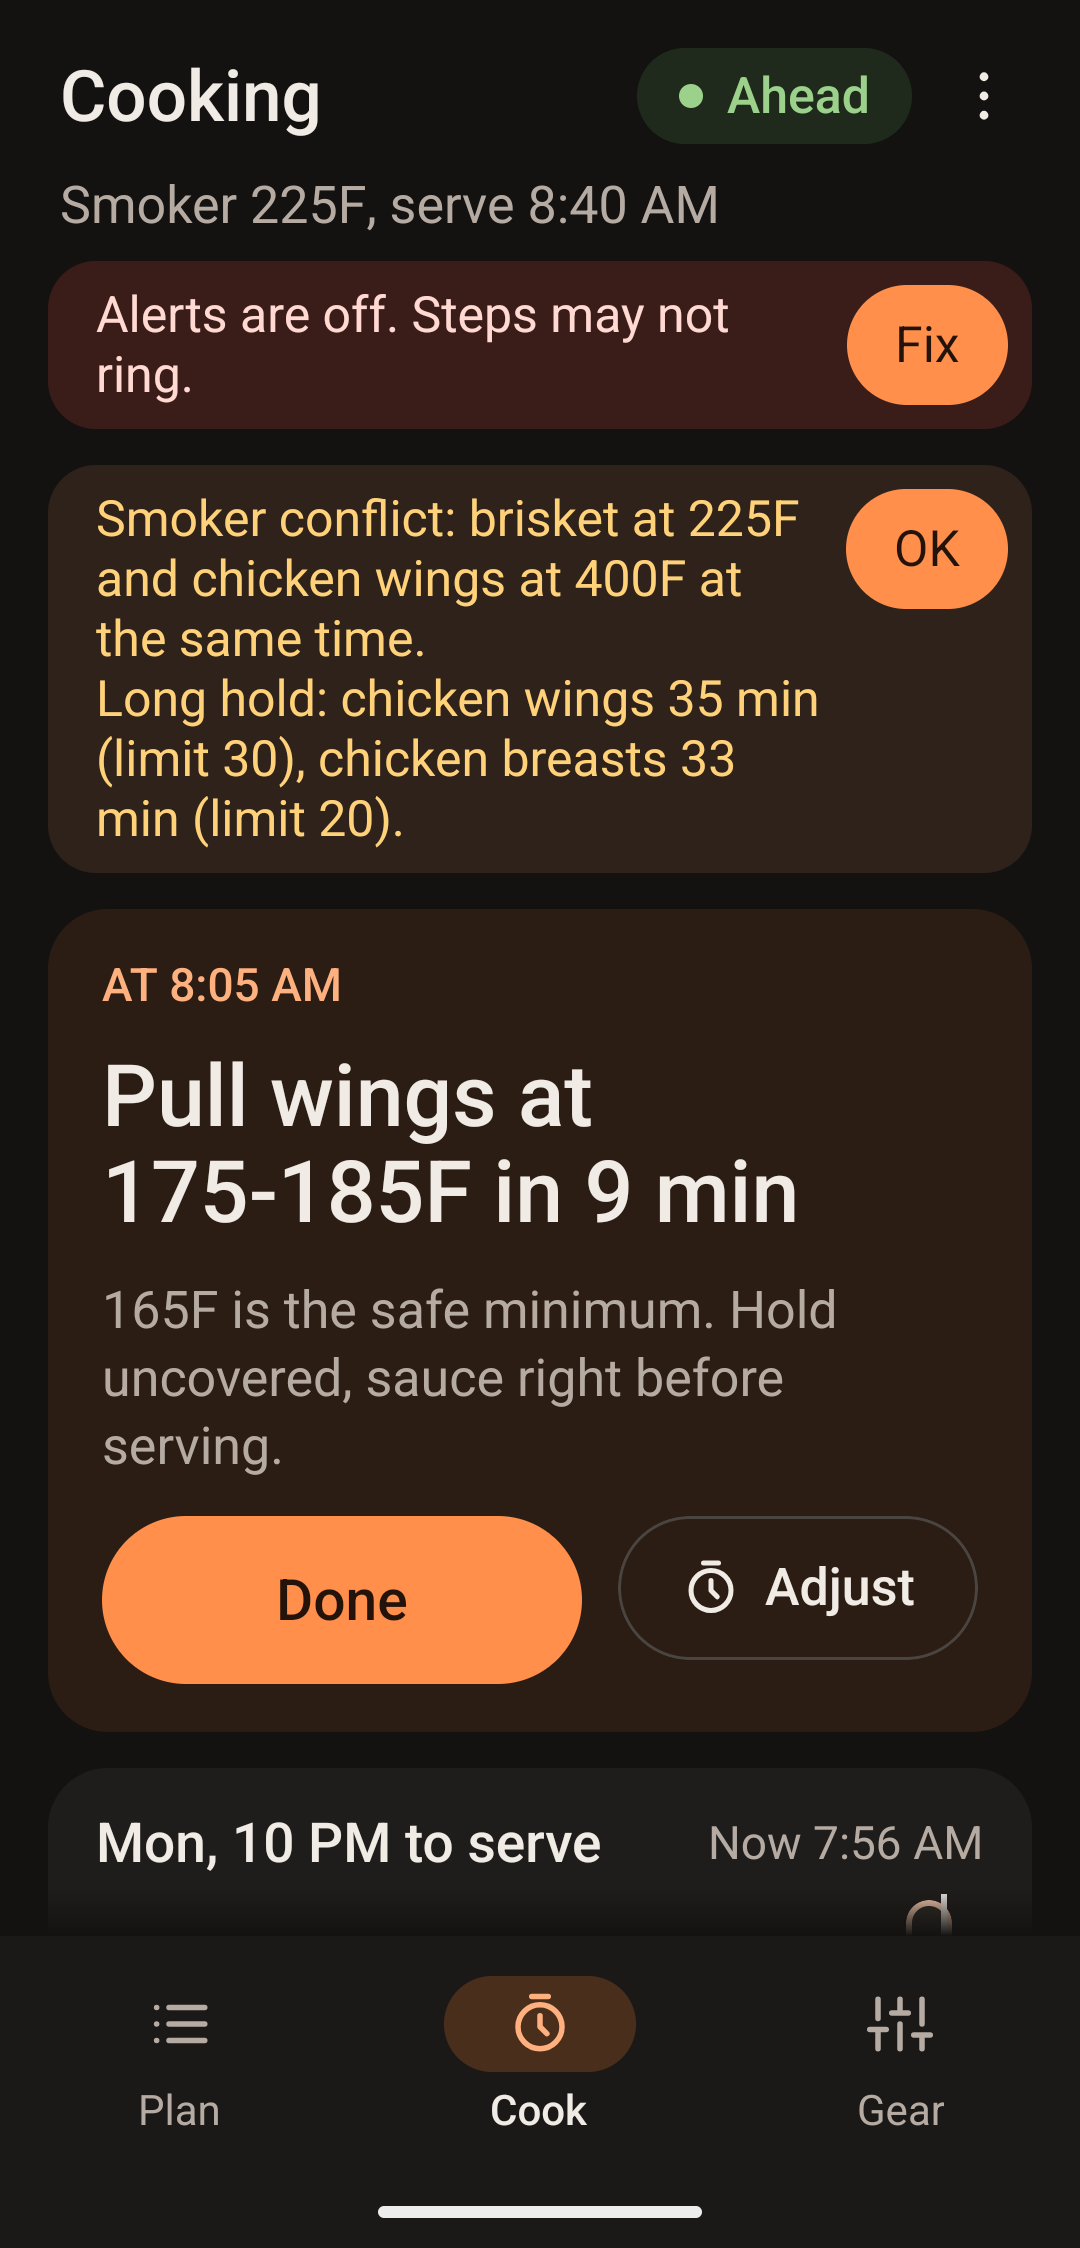 Cooking
Ahead
Smoker 225F, serve 8:40 AM
Alerts are off. Steps may not
ring.
Fix
Smoker conflict: brisket at 225F
and chicken wings at 400F at
the same time.
Long hold: chicken wings 35 min
(limit 30), chicken breasts 33
min (limit 20).
OK
AT 8:05 AM
Pull wings at
175-185F in 9 min
165F is the safe minimum. Hold
uncovered, sauce right before
serving.
Done
Adjust
Mon, 10 PM to serve
Now 7:56 AM
Plan
Cook
Gear